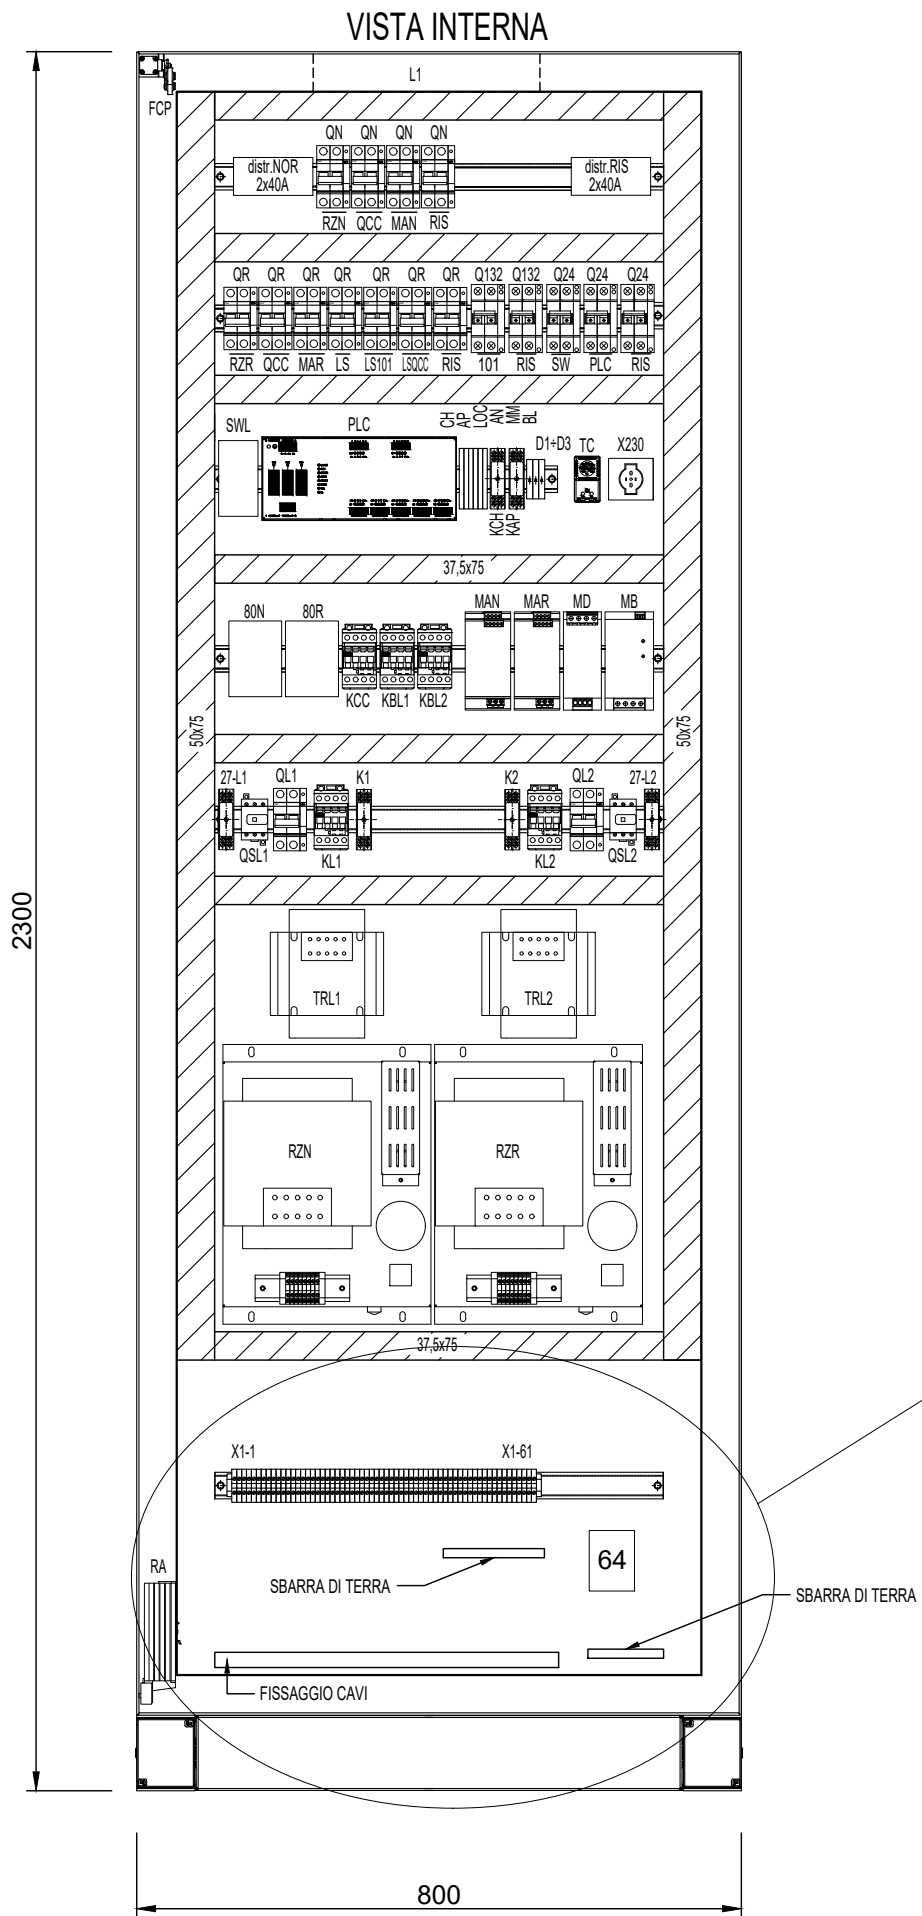 VISTA INTERNA
L1
FCP
QN QN QN QN
distr.NOR
2x40A
distr.RIS
2x40A
RZN QCC MAN RIS
QR QR QR QR QR QR QR Q132 Q132 Q24 Q24 Q24
RZR QCC MAR LS LS101 LSQCC RIS 101 RIS SW PLC RIS
CH AP LOC AN MM BL
SWL PLC D1÷D3 TC X230
KCH KAP
37,5x75
80N 80R MAN MAR MD MB
KCC KBL1 KBL2
50x75 50x75
27-L1 QL1 K1 K2 QL2 27-L2
QSL1 KL1 KL2 QSL2
2300
TRL1 TRL2
RZN RZR
37,5x75
X1-1 X1-61
64
RA
SBARRA DI TERRA
SBARRA DI TERRA
FISSAGGIO CAVI
800